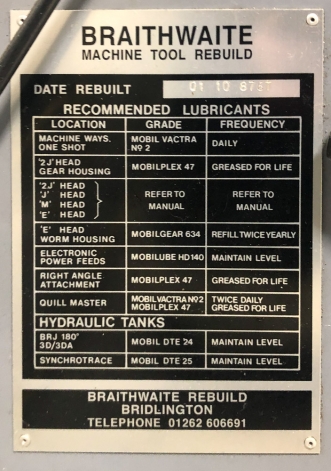 BRAITHWAITE
MACHINE TOOL REBUILD
DATE REBUILT
RECOMMENDED LUBRICANTS
LOCATION GRADE FREQUENCY
MACHINE WAYS. ONE SHOT MOBIL VACTRA Nº 2 DAILY
'2J' HEAD GEAR HOUSING MOBILPLEX 47 GREASED FOR LIFE
'2J' HEAD
'J' HEAD
'M' HEAD
'E' HEAD
REFER TO MANUAL REFER TO MANUAL
'E' HEAD WORM HOUSING MOBILGEAR 634 REFILL TWICE YEARLY
ELECTRONIC POWER FEEDS MOBILUBE HD140 MAINTAIN LEVEL
RIGHT ANGLE ATTACHMENT MOBILPLEX 47 GREASED FOR LIFE
QUILL MASTER MOBIL VACTRA Nº2 TWICE DAILY
MOBILPLEX 47 GREASED FOR LIFE
HYDRAULIC TANKS
BRJ 180° 3D/3DA MOBIL DTE 24 MAINTAIN LEVEL
SYNCHROTRACE MOBIL DTE 25 MAINTAIN LEVEL
BRAITHWAITE REBUILD
BRIDLINGTON
TELEPHONE 01262 606691